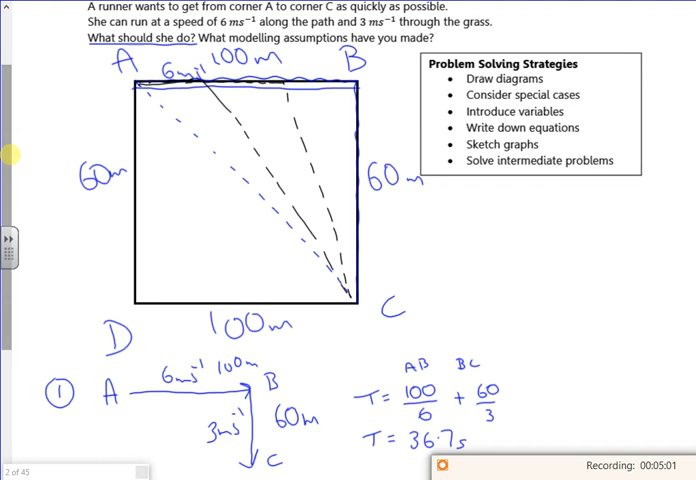 A runner wants to get from corner A to corner C as quickly as possible.
She can run at a speed of 6 ms⁻¹ along the path and 3 ms⁻¹ through the grass.
What should she do? What modelling assumptions have you made?
A 6ms⁻¹ 100m B
Problem Solving Strategies
• Draw diagrams
• Consider special cases
• Introduce variables
• Write down equations
• Sketch graphs
• Solve intermediate problems
60m
60m
C
D 100m
① A 6ms⁻¹ 100m B
3ms⁻¹ 60m
C
AB BC
T = 100/6 + 60/3
T = 36.7s
2 of 45
Recording: 00:05:01